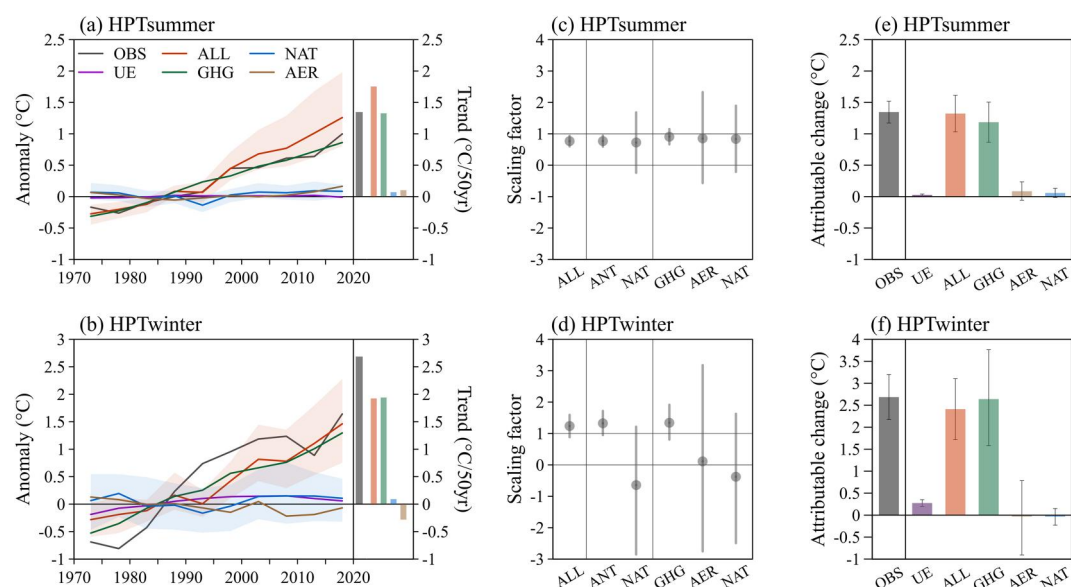 (a) HPTsummer
2.5
2
1.5
1
0.5
0
-0.5
-1
Anomaly (°C)
OBS
ALL
NAT
UE
GHG
AER
1970
1980
1990
2000
2010
2020
2.5
2
1.5
1
0.5
0
-0.5
-1
Trend (°C/50yr)
(c) HPTsummer
4
3
2
1
0
-1
-2
-3
Scaling factor
ALL
ANT
NAT
GHG
AER
NAT
(e) HPTsummer
2.5
2
1.5
1
0.5
0
-0.5
-1
Attributable change (°C)
OBS
UE
ALL
GHG
AER
NAT
(b) HPTwinter
3
2.5
2
1.5
1
0.5
0
-0.5
-1
Anomaly (°C)
1970
1980
1990
2000
2010
2020
3
2.5
2
1.5
1
0.5
0
-0.5
-1
Trend (°C/50yr)
(d) HPTwinter
4
3
2
1
0
-1
-2
-3
Scaling factor
ALL
ANT
NAT
GHG
AER
NAT
(f) HPTwinter
4
3.5
3
2.5
2
0.5
0
-0.5
-1
Attributable change (°C)
OBS
UE
ALL
GHG
AER
NAT